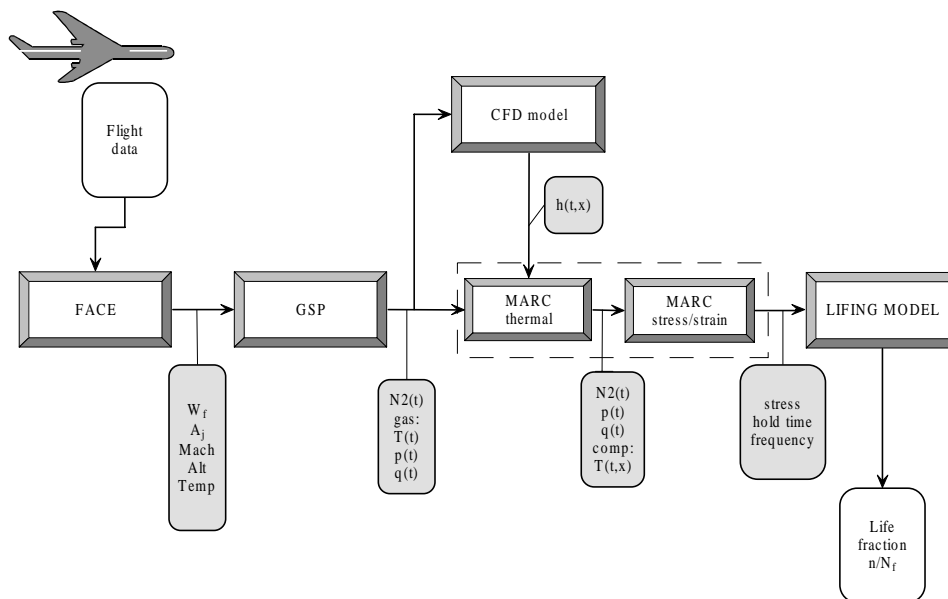 Flight
data
CFD model
h(t,x)
FACE
GSP
MARC
thermal
MARC
stress/strain
LIFING MODEL
W_f
A_j
Mach
Alt
Temp
N2(t)
gas:
T(t)
p(t)
q(t)
N2(t)
p(t)
q(t)
comp:
T(t,x)
stress
hold time
frequency
Life
fraction
n/N_f